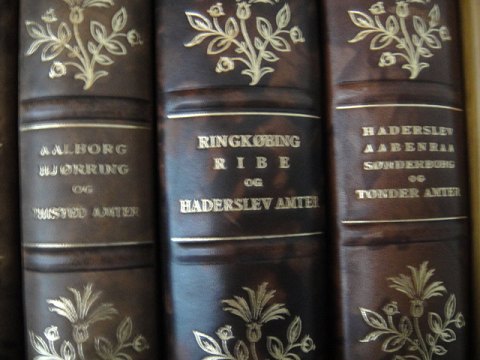 AALBORG
HJØRRING
OG
THISTED AMTER
RINGKØBING
RIBE
OG
HADERSLEV AMTER
HADERSLEV
AABENRAA
SØNDERBORG
OG
TØNDER AMTER